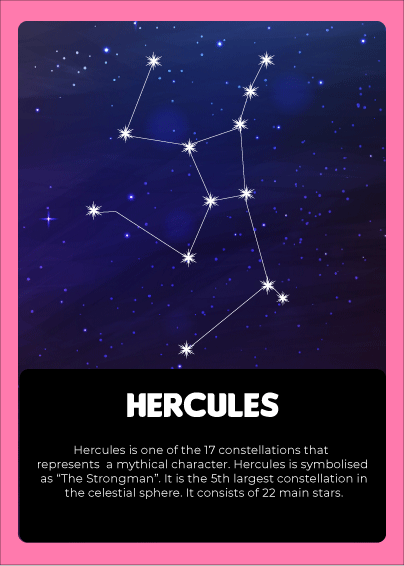 HERCULES
Hercules is one of the 17 constellations that
represents  a mythical character. Hercules is symbolised
as “The Strongman”. It is the 5th largest constellation in
the celestial sphere. It consists of 22 main stars.